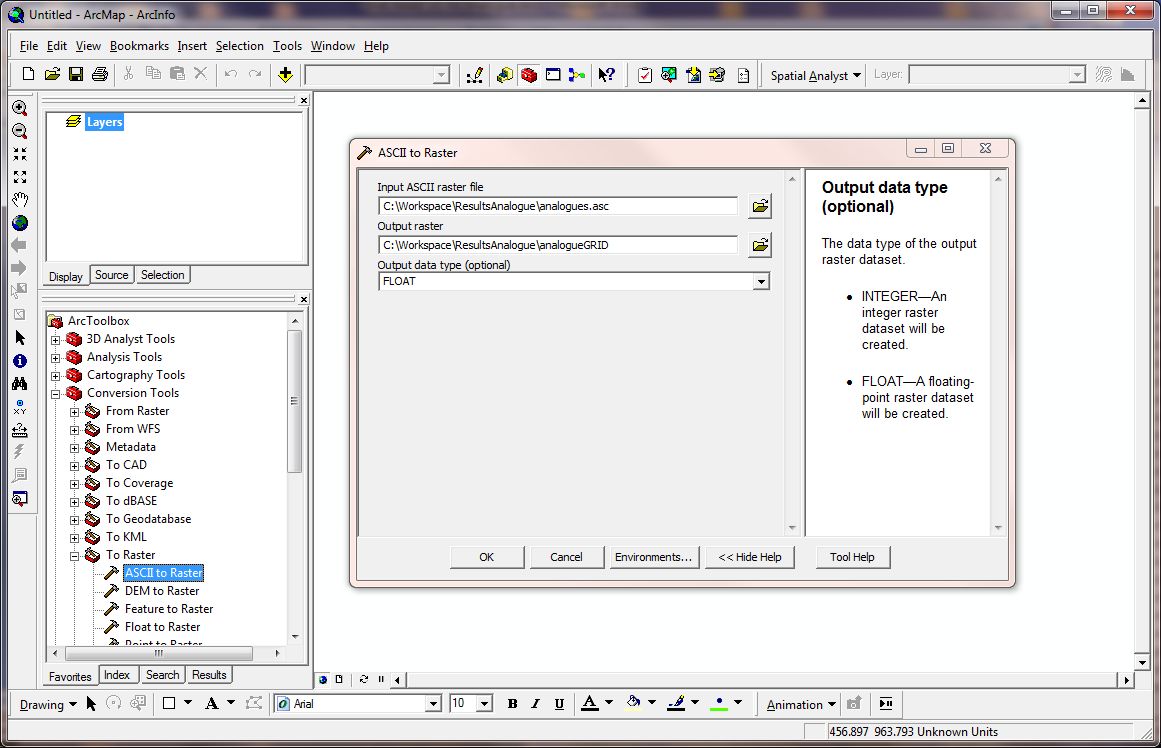 Untitled - ArcMap - ArcInfo
File Edit View Bookmarks Insert Selection Tools Window Help
Spatial Analyst Layer:
Layers
Display Source Selection
ArcToolbox
3D Analyst Tools
Analysis Tools
Cartography Tools
Conversion Tools
From Raster
From WFS
Metadata
To CAD
To Coverage
To dBASE
To Geodatabase
To KML
To Raster
ASCII to Raster
DEM to Raster
Feature to Raster
Float to Raster
Point to Raster
Favorites Index Search Results
ASCII to Raster
Input ASCII raster file
C:\Workspace\ResultsAnalogue\analogues.asc
Output raster
C:\Workspace\ResultsAnalogue\analogueGRID
Output data type (optional)
FLOAT
OK Cancel Environments... << Hide Help Tool Help
Output data type
(optional)
The data type of the output
raster dataset.
• INTEGER—An
integer raster
dataset will be
created.
• FLOAT—A floating-
point raster dataset
will be created.
Drawing A Arial 10 B I U A Animation
456.897 963.793 Unknown Units